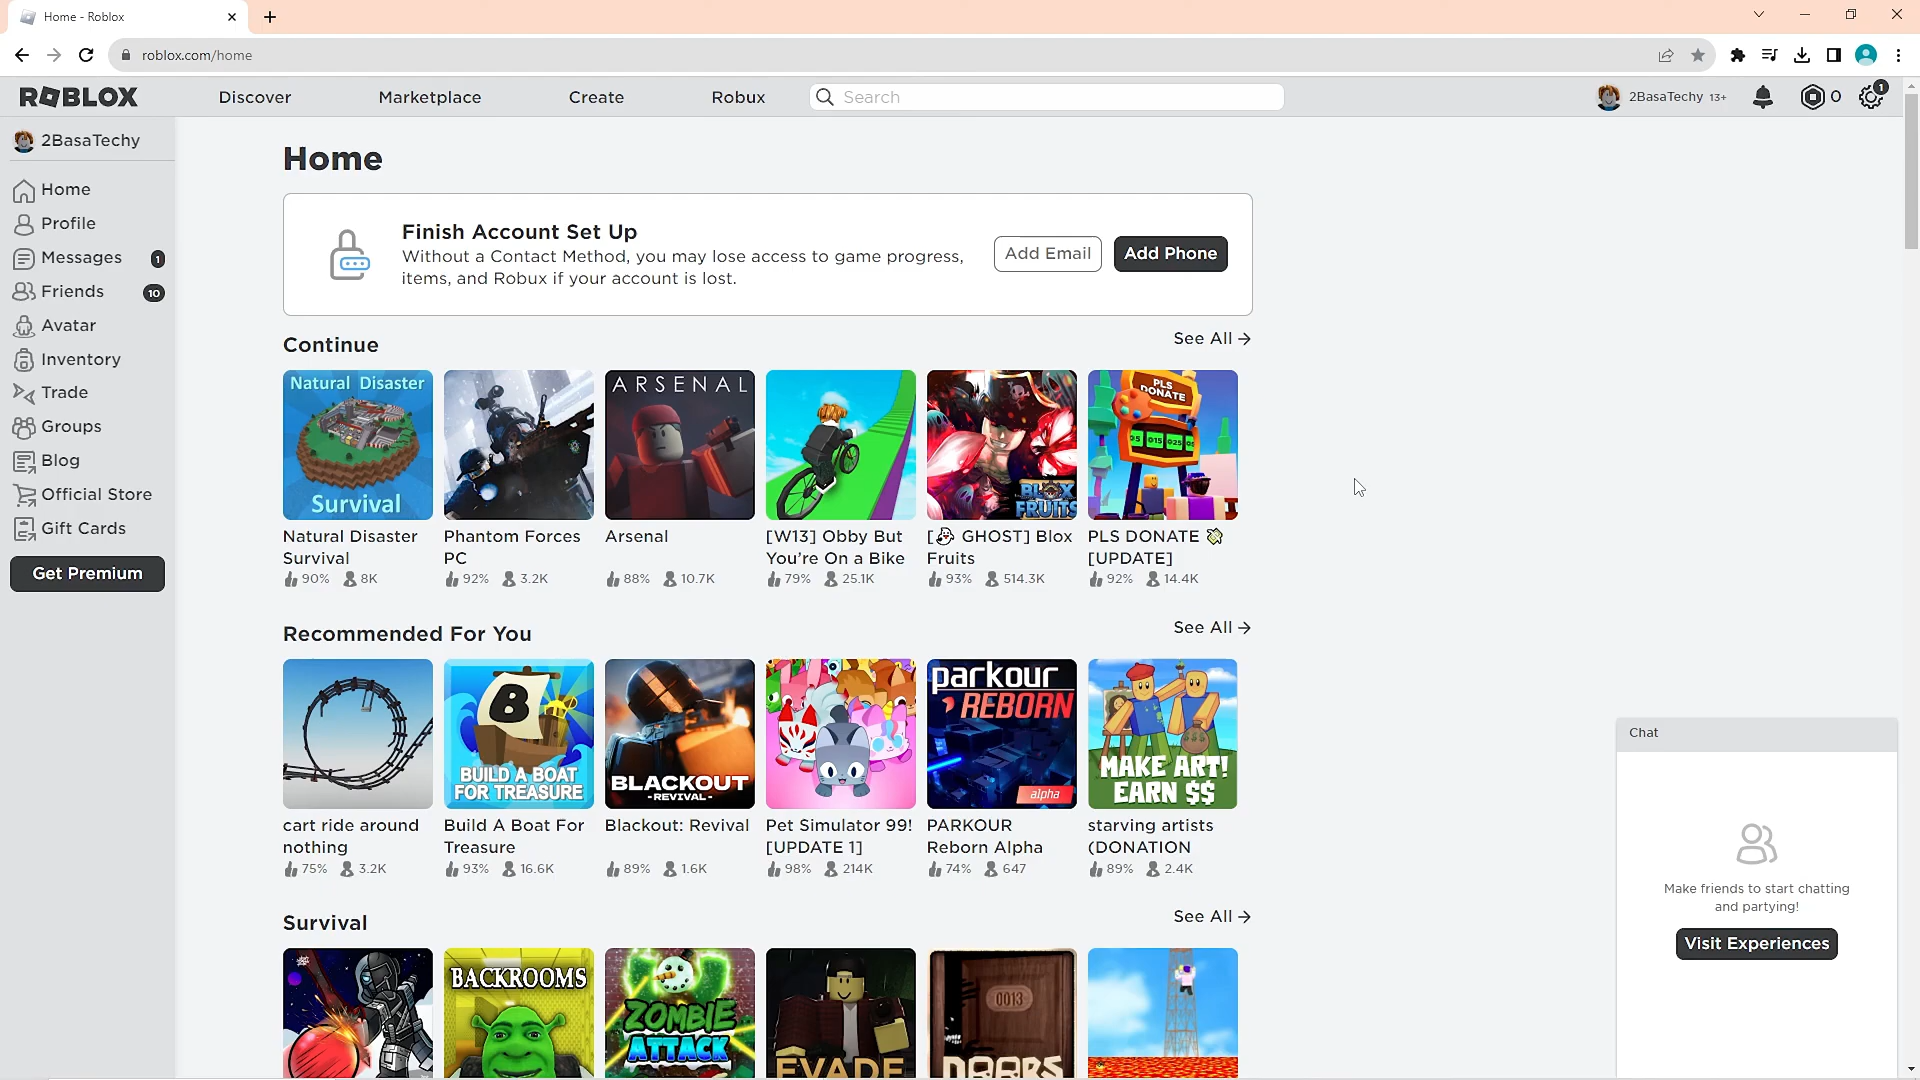 Home - Roblox
roblox.com/home
ROBLOX
Discover
Marketplace
Create
Robux
Search
2BasaTechy 13+
0
1
2BasaTechy
Home
Profile
Messages 1
Friends 10
Avatar
Inventory
Trade
Groups
Blog
Official Store
Gift Cards
Get Premium
Home
Finish Account Set Up
Without a Contact Method, you may lose access to game progress,
items, and Robux if your account is lost.
Add Email
Add Phone
Continue
See All →
Natural Disaster
Survival
ARSENAL
BLOX
FRUITS
PLS
DONATE
Natural Disaster
Survival
90% 8K
Phantom Forces
PC
92% 3.2K
Arsenal
88% 10.7K
[W13] Obby But
You're On a Bike
79% 25.1K
[👻 GHOST] Blox
Fruits
93% 514.3K
PLS DONATE 💸
[UPDATE]
92% 14.4K
Recommended For You
See All →
B
BUILD A BOAT
FOR TREASURE
BLACKOUT
-REVIVAL-
parkour
REBORN
alpha
MAKE ART!
EARN $$
cart ride around
nothing
75% 3.2K
Build A Boat For
Treasure
93% 16.6K
Blackout: Revival
89% 1.6K
Pet Simulator 99!
[UPDATE 1]
98% 214K
PARKOUR
Reborn Alpha
74% 647
starving artists
(DONATION
89% 2.4K
Survival
See All →
BACKROOMS
ZOMBIE
ATTACK
EVADE
0013
DOORS
Chat
Make friends to start chatting
and partying!
Visit Experiences